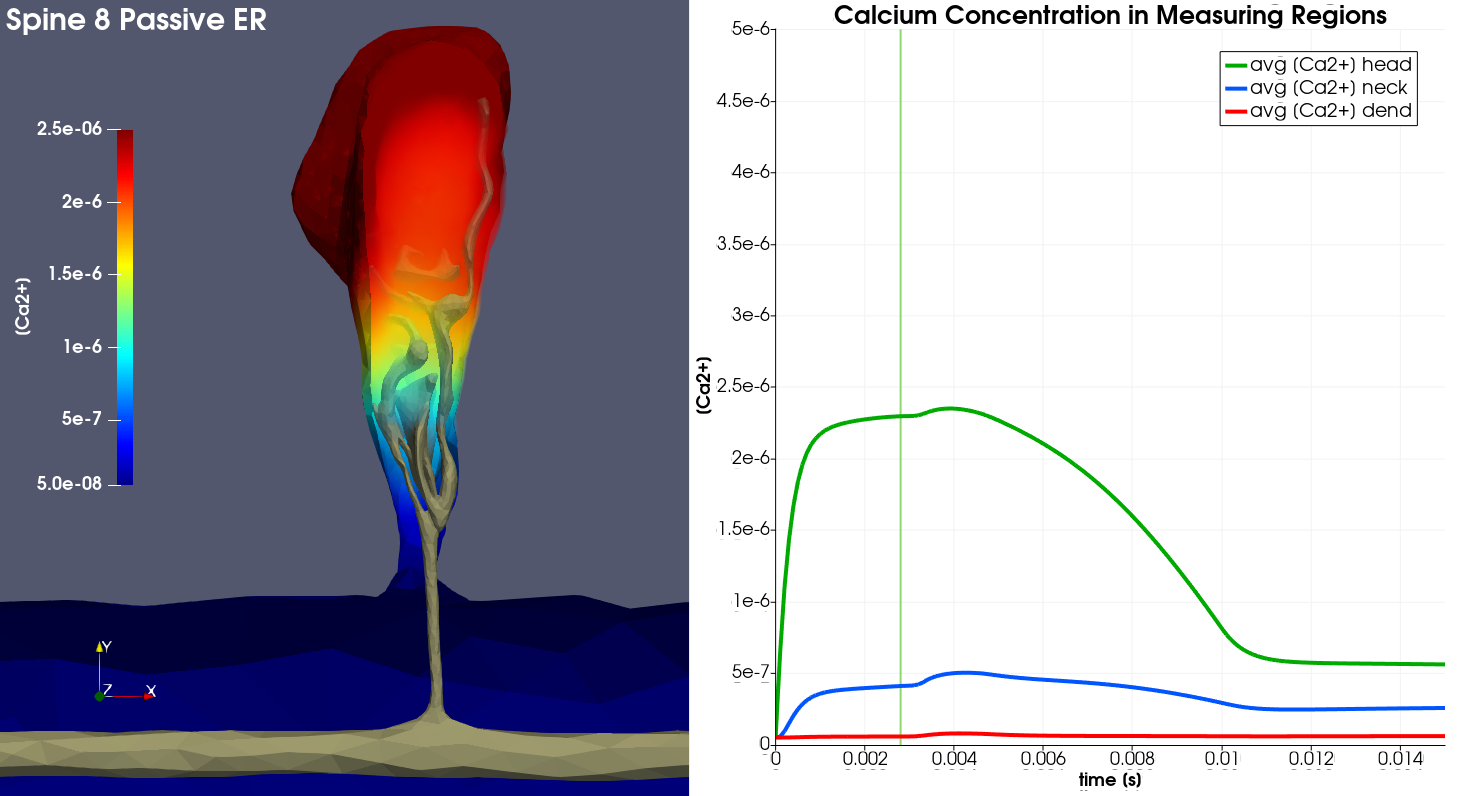 Spine 8 Passive ER
2.5e-06
2e-6
1.5e-6
1e-6
5e-7
5.0e-08
(Ca2+)
Y
Z
X
Calcium Concentration in Measuring Regions
avg (Ca2+) head
avg (Ca2+) neck
avg (Ca2+) dend
5e-6
4.5e-6
4e-6
3.5e-6
3e-6
2.5e-6
2e-6
1.5e-6
1e-6
5e-7
0
(Ca2+)
0 0.002 0.004 0.006 0.008 0.01 0.012 0.014
time (s)